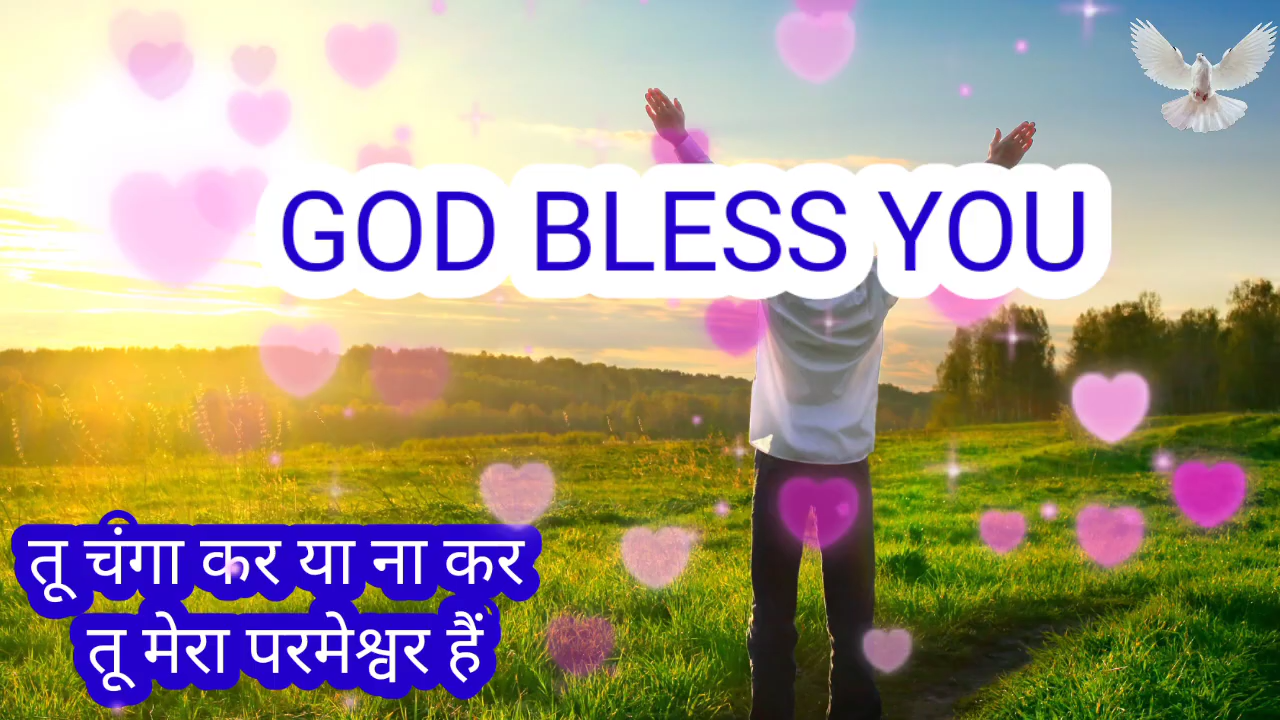 GOD BLESS YOU
तू चंगा कर या ना कर
तू मेरा परमेश्वर हैं